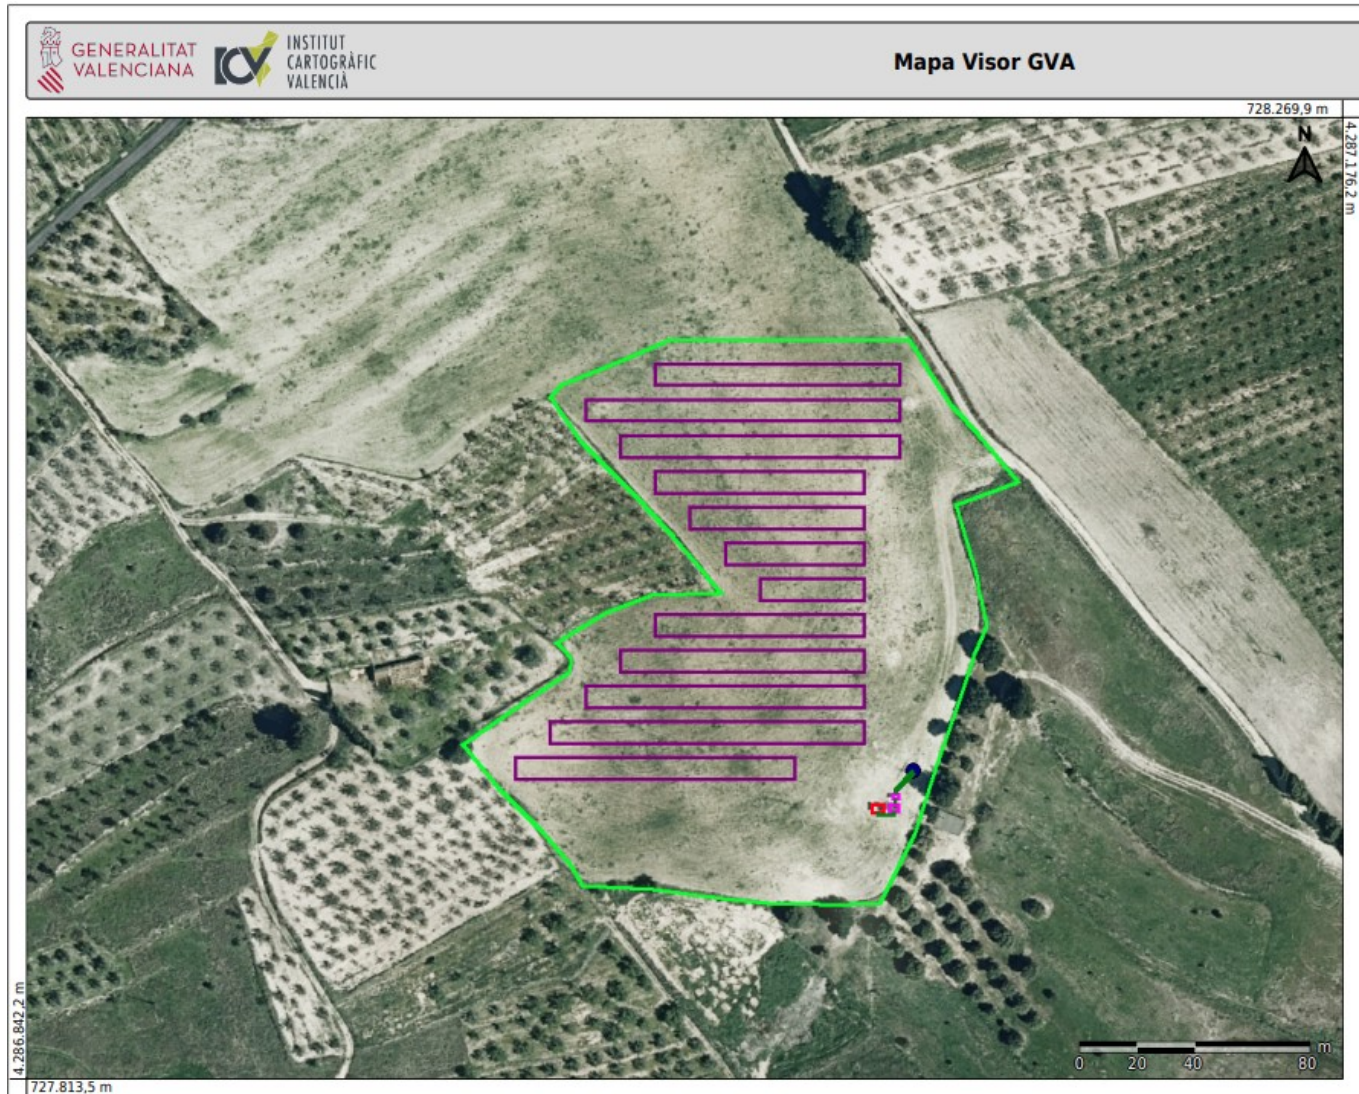 GENERALITAT
VALENCIANA
ICV
INSTITUT
CARTOGRÀFIC
VALENCIÀ
Mapa Visor GVA
728.269,9 m
4.287.176,2 m
N
4.286.842,2 m
727.813,5 m
0 20 40 80 m